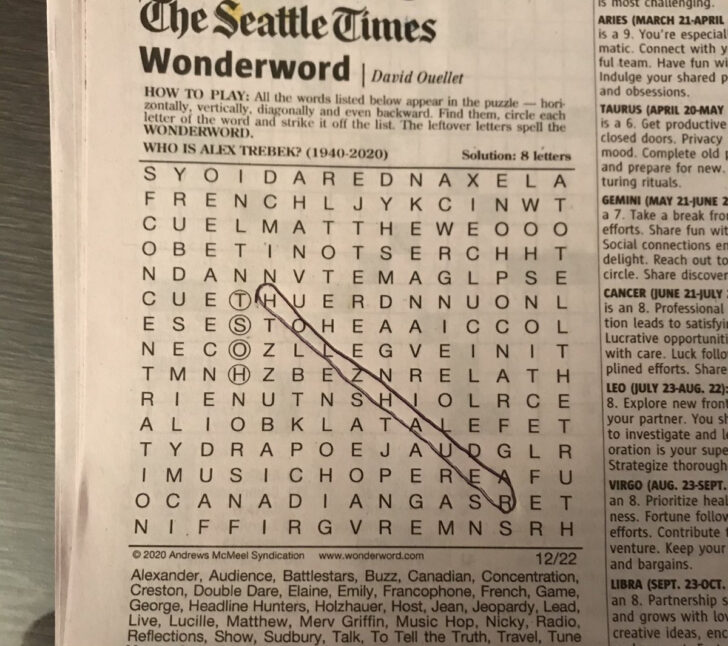 The Seattle Times
Wonderword | David Ouellet
HOW TO PLAY: All the words listed below appear in the puzzle — hori-
zontally, vertically, diagonally and even backward. Find them, circle each
letter of the word and strike it off the list. The leftover letters spell the
WONDERWORD.
WHO IS ALEX TREBEK? (1940-2020) Solution: 8 letters
S Y O I D A R E D N A X E L A
F R E N C H L J Y K C I N W T
C U E L M A T T H E W E O O O
O B E T I N O T S E R C H H T
N D A N N V T E M A G L P S E
C U E T H U E R D N N U O N L
E S E S T O H E A A I C C O L
N E C O Z L L E G V E I N I T
T M N H Z B E Z N R E L A T H
R I E N U T N S H I O L R C E
A L I O B K L A T A L E F E T
T Y D R A P O E J A U D G L R
I M U S I C H O P E R E A F U
O C A N A D I A N G A S R E T
N I F F I R G V R E M N S R H
© 2020 Andrews McMeel Syndication www.wonderword.com 12/22
Alexander, Audience, Battlestars, Buzz, Canadian, Concentration,
Creston, Double Dare, Elaine, Emily, Francophone, French, Game,
George, Headline Hunters, Holzhauer, Host, Jean, Jeopardy, Lead,
Live, Lucille, Matthew, Merv Griffin, Music Hop, Nicky, Radio,
Reflections, Show, Sudbury, Talk, To Tell the Truth, Travel, Tune
is most challenging.
ARIES (MARCH 21-APRIL
is a 9. You're especial
matic. Connect with y
ful team. Have fun wi
Indulge your shared p
and obsessions.
TAURUS (APRIL 20-MAY
is a 6. Get productive
closed doors. Privacy
mood. Complete old
and prepare for new.
turing rituals.
GEMINI (MAY 21-JUNE 2
a 7. Take a break fro
efforts. Share fun wit
Social connections en
delight. Reach out to
circle. Share discover
CANCER (JUNE 21-JULY
is an 8. Professional
tion leads to satisfyi
Lucrative opportuniti
with care. Luck follo
plined efforts. Share
LEO (JULY 23-AUG. 22):
8. Explore new front
your partner. You sh
to investigate and l
oration is your supe
Strategize thorough
VIRGO (AUG. 23-SEPT.
an 8. Prioritize heal
ness. Fortune follow
efforts. Contribute
venture. Keep your
and bargains.
LIBRA (SEPT. 23-OCT.
an 8. Partnership s
and grows with lov
creative ideas, enc